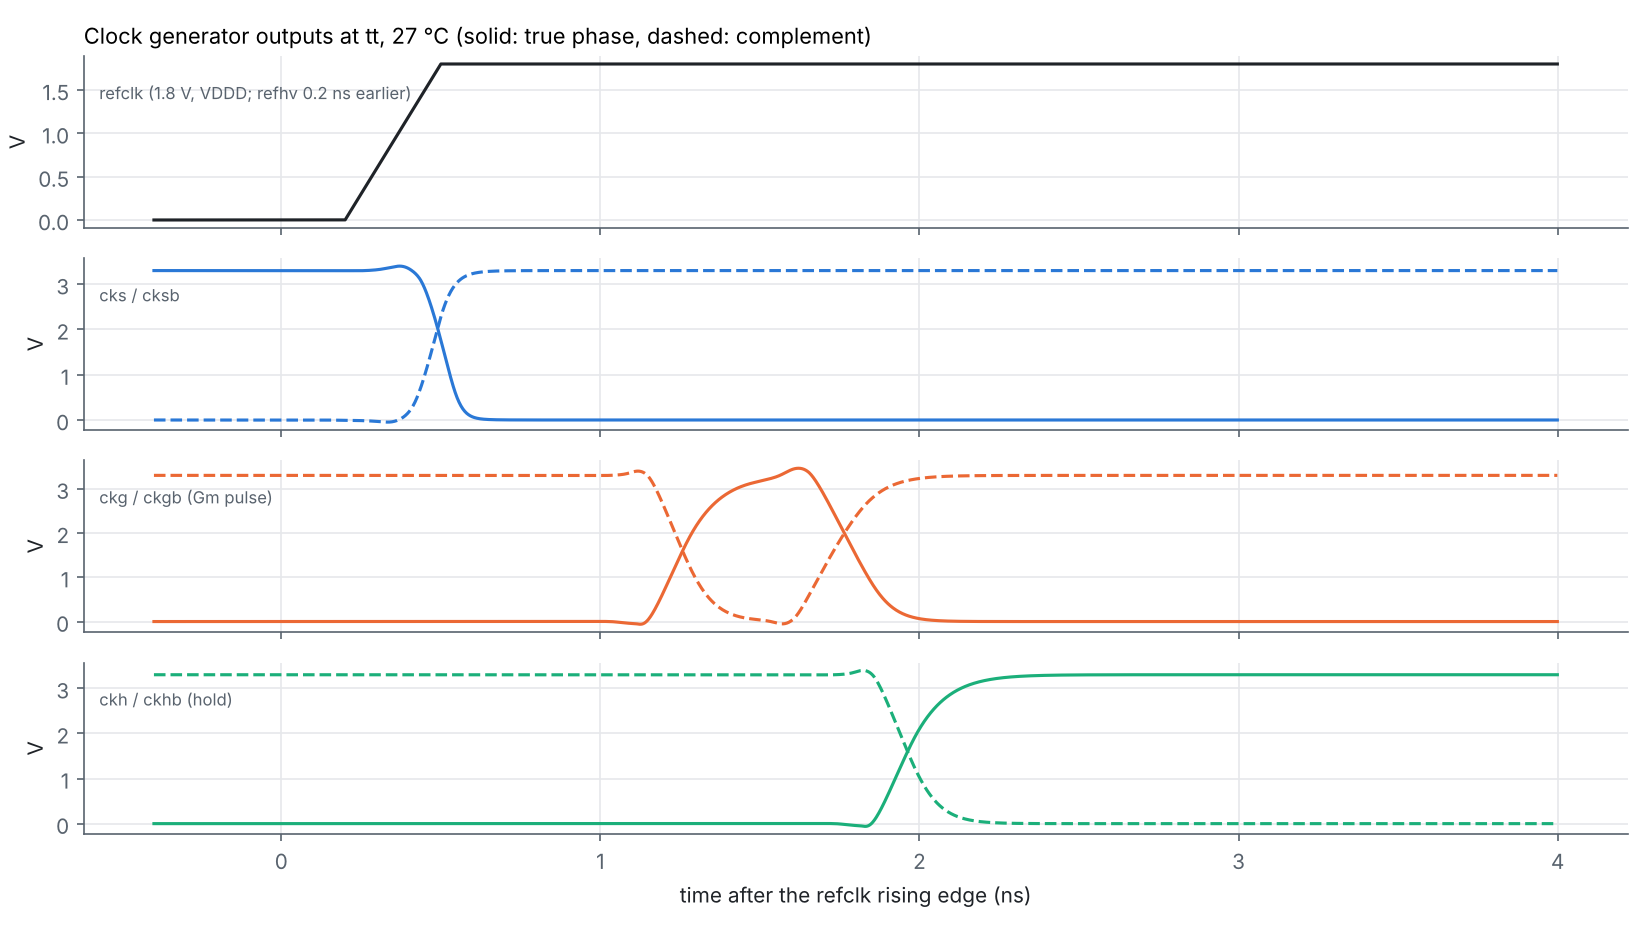 Clock generator outputs at tt, 27 °C (solid: true phase, dashed: complement)
1.5
1.0
0.5
0.0
V
refclk (1.8 V, VDDD; refhv 0.2 ns earlier)
3
2
1
0
V
cks / cksb
3
2
1
0
V
ckg / ckgb (Gm pulse)
3
2
1
0
V
ckh / ckhb (hold)
0 1 2 3 4
time after the refclk rising edge (ns)